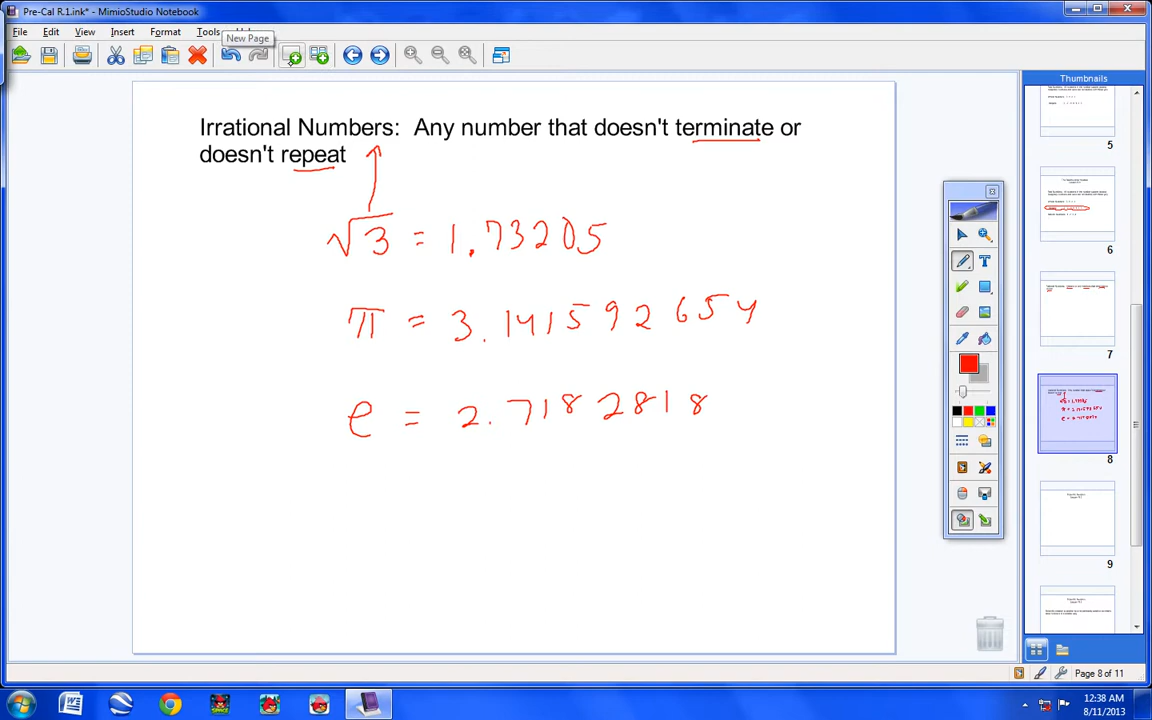 Pre-Cal R.1.ink* - MimioStudio Notebook
File Edit View Insert Format Tools
New Page
Thumbnails
Irrational Numbers: Any number that doesn't terminate or
doesn't repeat
√3 = 1.73205
π = 3.141592654
e = 2.7182818
5
6
7
8
9
Page 8 of 11
12:38 AM
8/11/2013